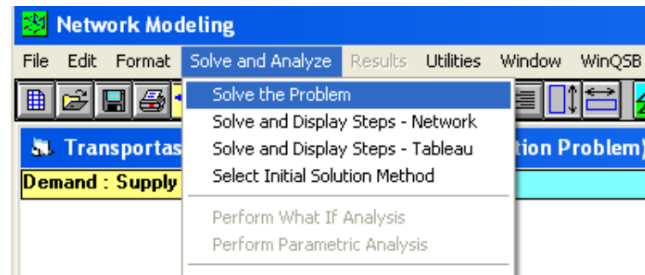 Network Modeling
File Edit Format Solve and Analyze Results Utilities Window WinQSB
Solve the Problem
Solve and Display Steps - Network
Transportas
Solve and Display Steps - Tableau
tion Problem)
Demand : Supply
Select Initial Solution Method
Perform What If Analysis
Perform Parametric Analysis